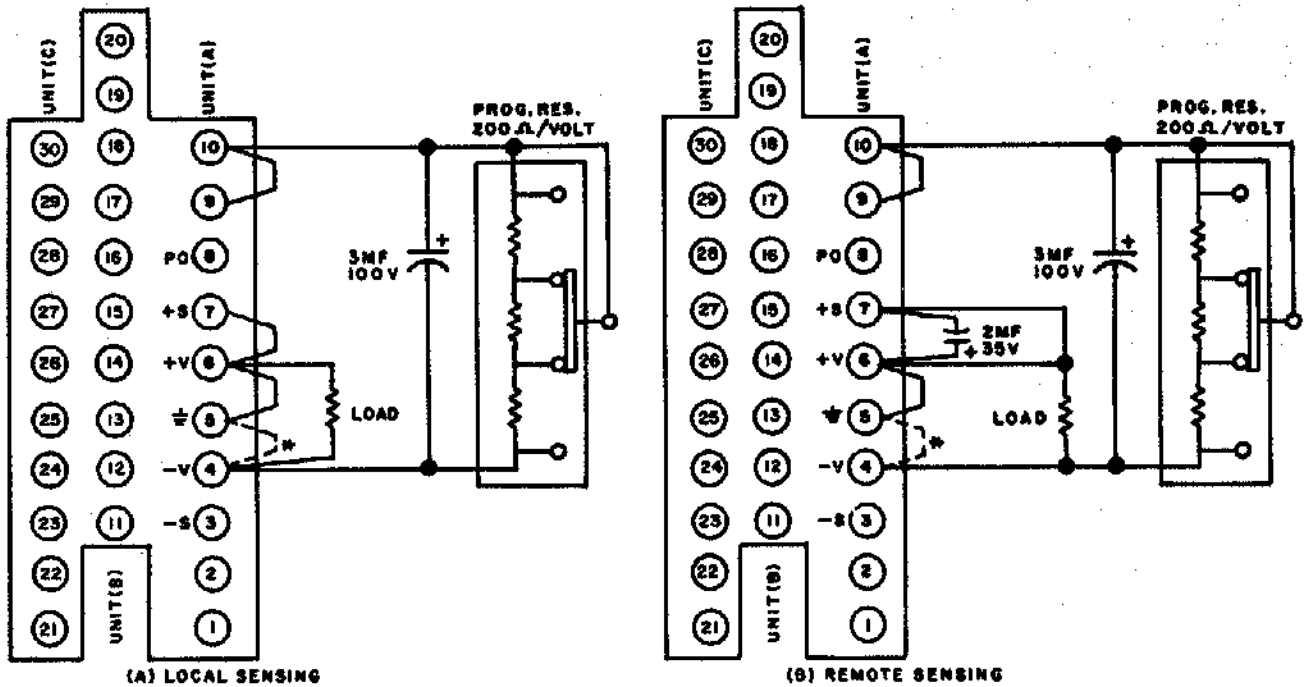 UNIT(C)
UNIT(A)
20
19
30 18 10
29 17 9
28 16 PO 8
27 15 +S 7
26 14 +V 6
25 13 5
24 12 -V 4
23 11 -S 3
22 2
21 1
UNIT(B)
PROG. RES.
200 Ω/VOLT
3MF
100V
+
LOAD
*
(A) LOCAL SENSING
UNIT(C)
UNIT(A)
20
19
30 18 10
29 17 9
28 16 PO 8
27 15 +S 7
26 14 +V 6
25 13 5
24 12 -V 4
23 11 -S 3
22 2
21 1
UNIT(B)
PROG. RES.
200 Ω/VOLT
3MF
100V
+
2MF
35V
+
LOAD
*
(B) REMOTE SENSING